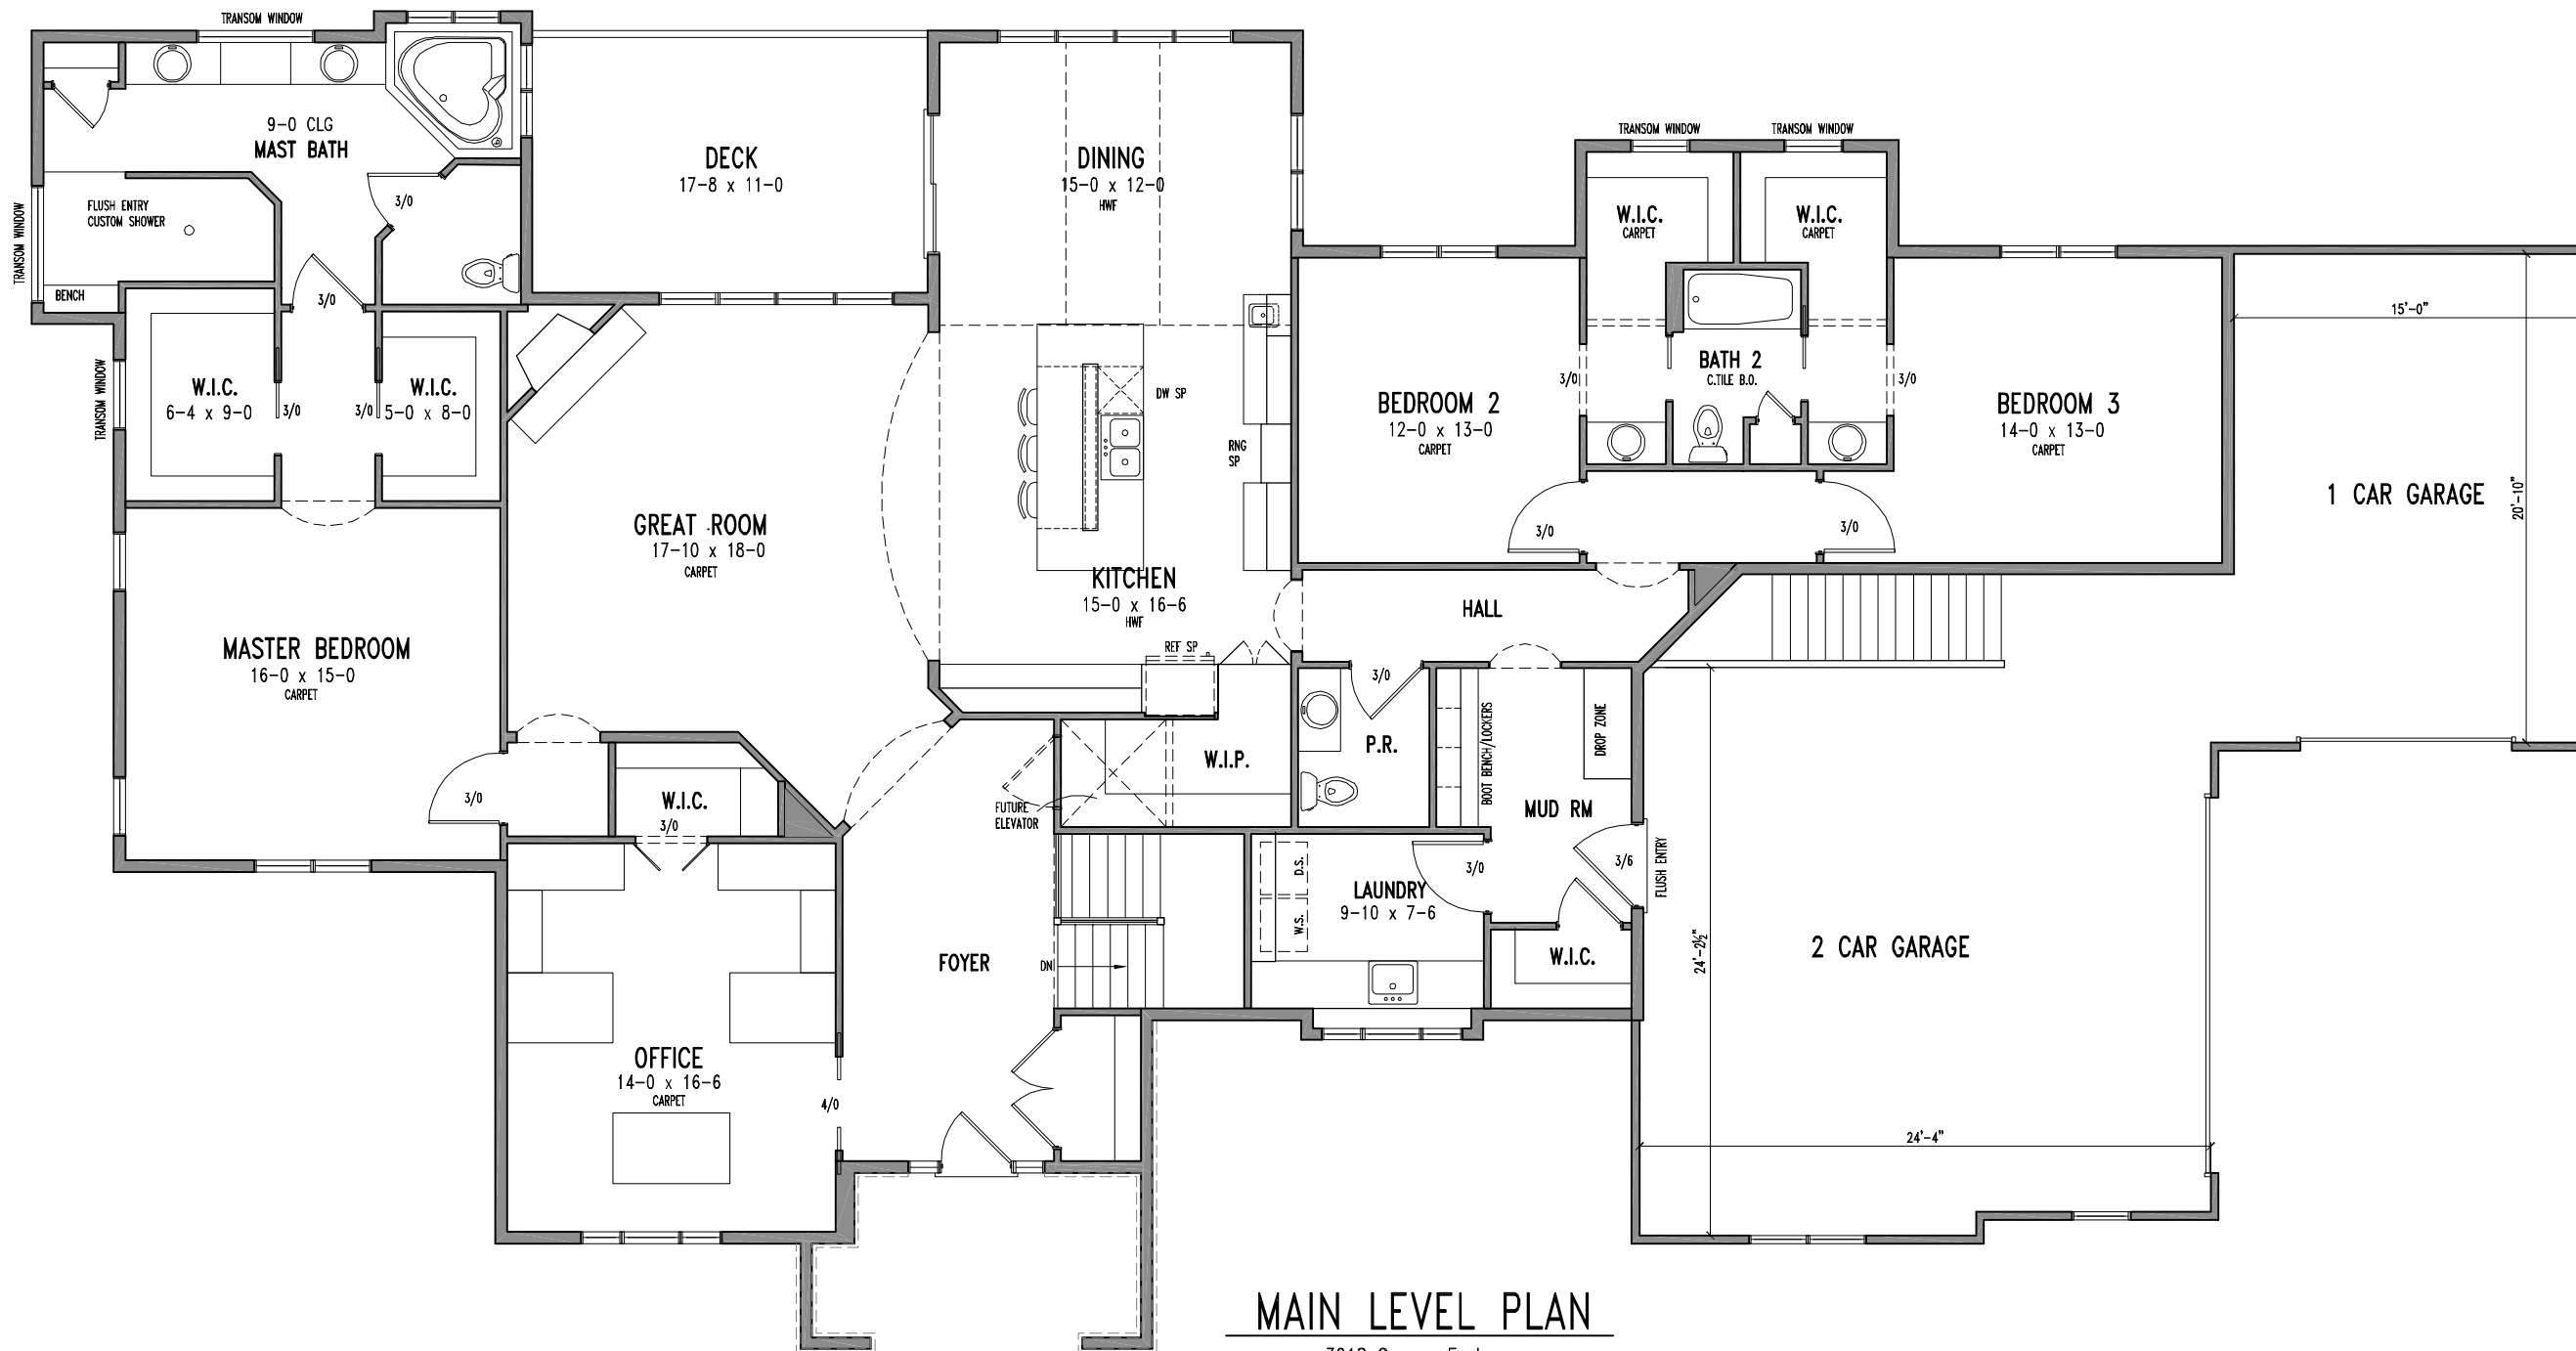 TRANSOM WINDOW
9-0 CLG
MAST BATH
FLUSH ENTRY
CUSTOM SHOWER
TRANSOM WINDOW
BENCH
3/0
3/0
TRANSOM WINDOW
W.I.C.
6-4 x 9-0
3/0
3/0
W.I.C.
5-0 x 8-0
DECK
17-8 x 11-0
DINING
15-0 x 12-0
HWF
GREAT ROOM
17-10 x 18-0
CARPET
DW SP
RNG
SP
KITCHEN
15-0 x 16-6
HWF
REF SP
MASTER BEDROOM
16-0 x 15-0
CARPET
3/0
W.I.C.
3/0
FUTURE
ELEVATOR
W.I.P.
OFFICE
14-0 x 16-6
CARPET
4/0
FOYER
DN
TRANSOM WINDOW
TRANSOM WINDOW
W.I.C.
CARPET
W.I.C.
CARPET
BEDROOM 2
12-0 x 13-0
CARPET
3/0
BATH 2
C.TILE B.O.
3/0
BEDROOM 3
14-0 x 13-0
CARPET
3/0
3/0
HALL
3/0
P.R.
BOOT BENCH/LOCKERS
DROP ZONE
MUD RM
3/6
FLUSH ENTRY
D.S.
W.S.
LAUNDRY
9-10 x 7-6
3/0
W.I.C.
15'-0"
1 CAR GARAGE
20'-10"
24'-2½"
2 CAR GARAGE
24'-4"
MAIN LEVEL PLAN